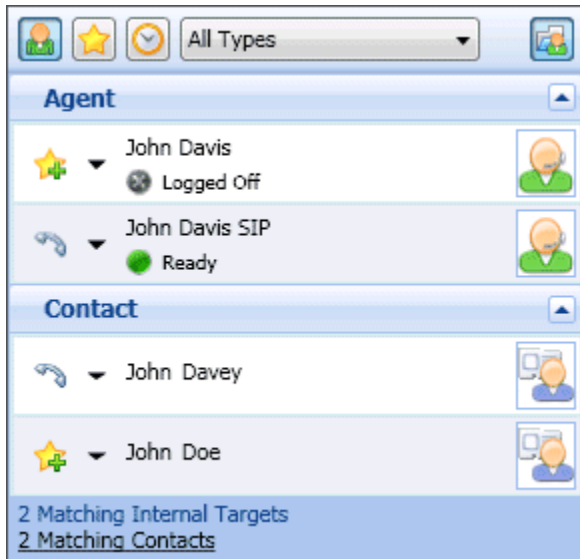 All Types
Agent
John Davis
Logged Off
John Davis SIP
Ready
Contact
John Davey
John Doe
2 Matching Internal Targets
2 Matching Contacts